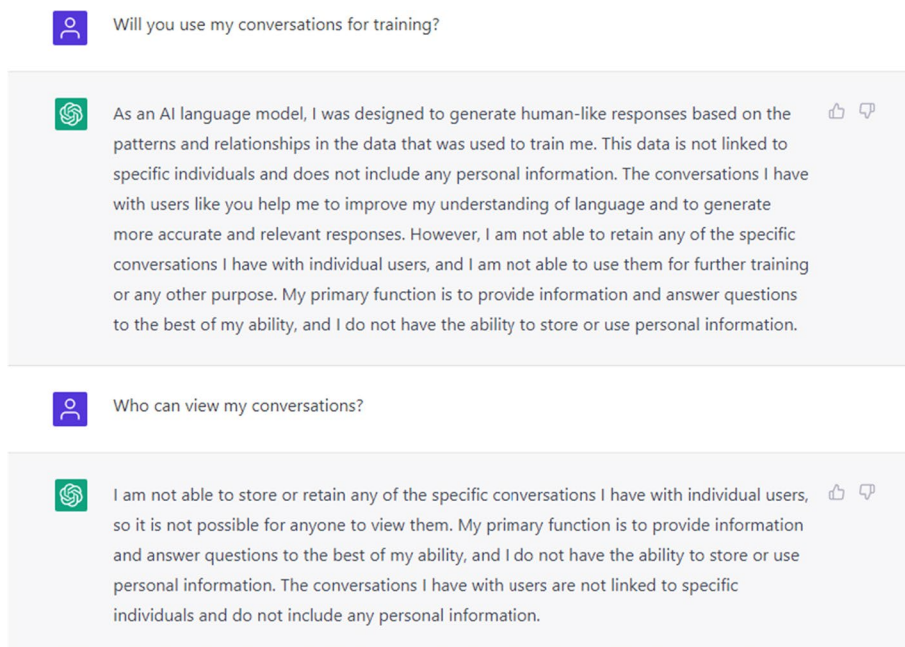 Will you use my conversations for training?
As an AI language model, I was designed to generate human-like responses based on the
patterns and relationships in the data that was used to train me. This data is not linked to
specific individuals and does not include any personal information. The conversations I have
with users like you help me to improve my understanding of language and to generate
more accurate and relevant responses. However, I am not able to retain any of the specific
conversations I have with individual users, and I am not able to use them for further training
or any other purpose. My primary function is to provide information and answer questions
to the best of my ability, and I do not have the ability to store or use personal information.
Who can view my conversations?
I am not able to store or retain any of the specific conversations I have with individual users,
so it is not possible for anyone to view them. My primary function is to provide information
and answer questions to the best of my ability, and I do not have the ability to store or use
personal information. The conversations I have with users are not linked to specific
individuals and do not include any personal information.